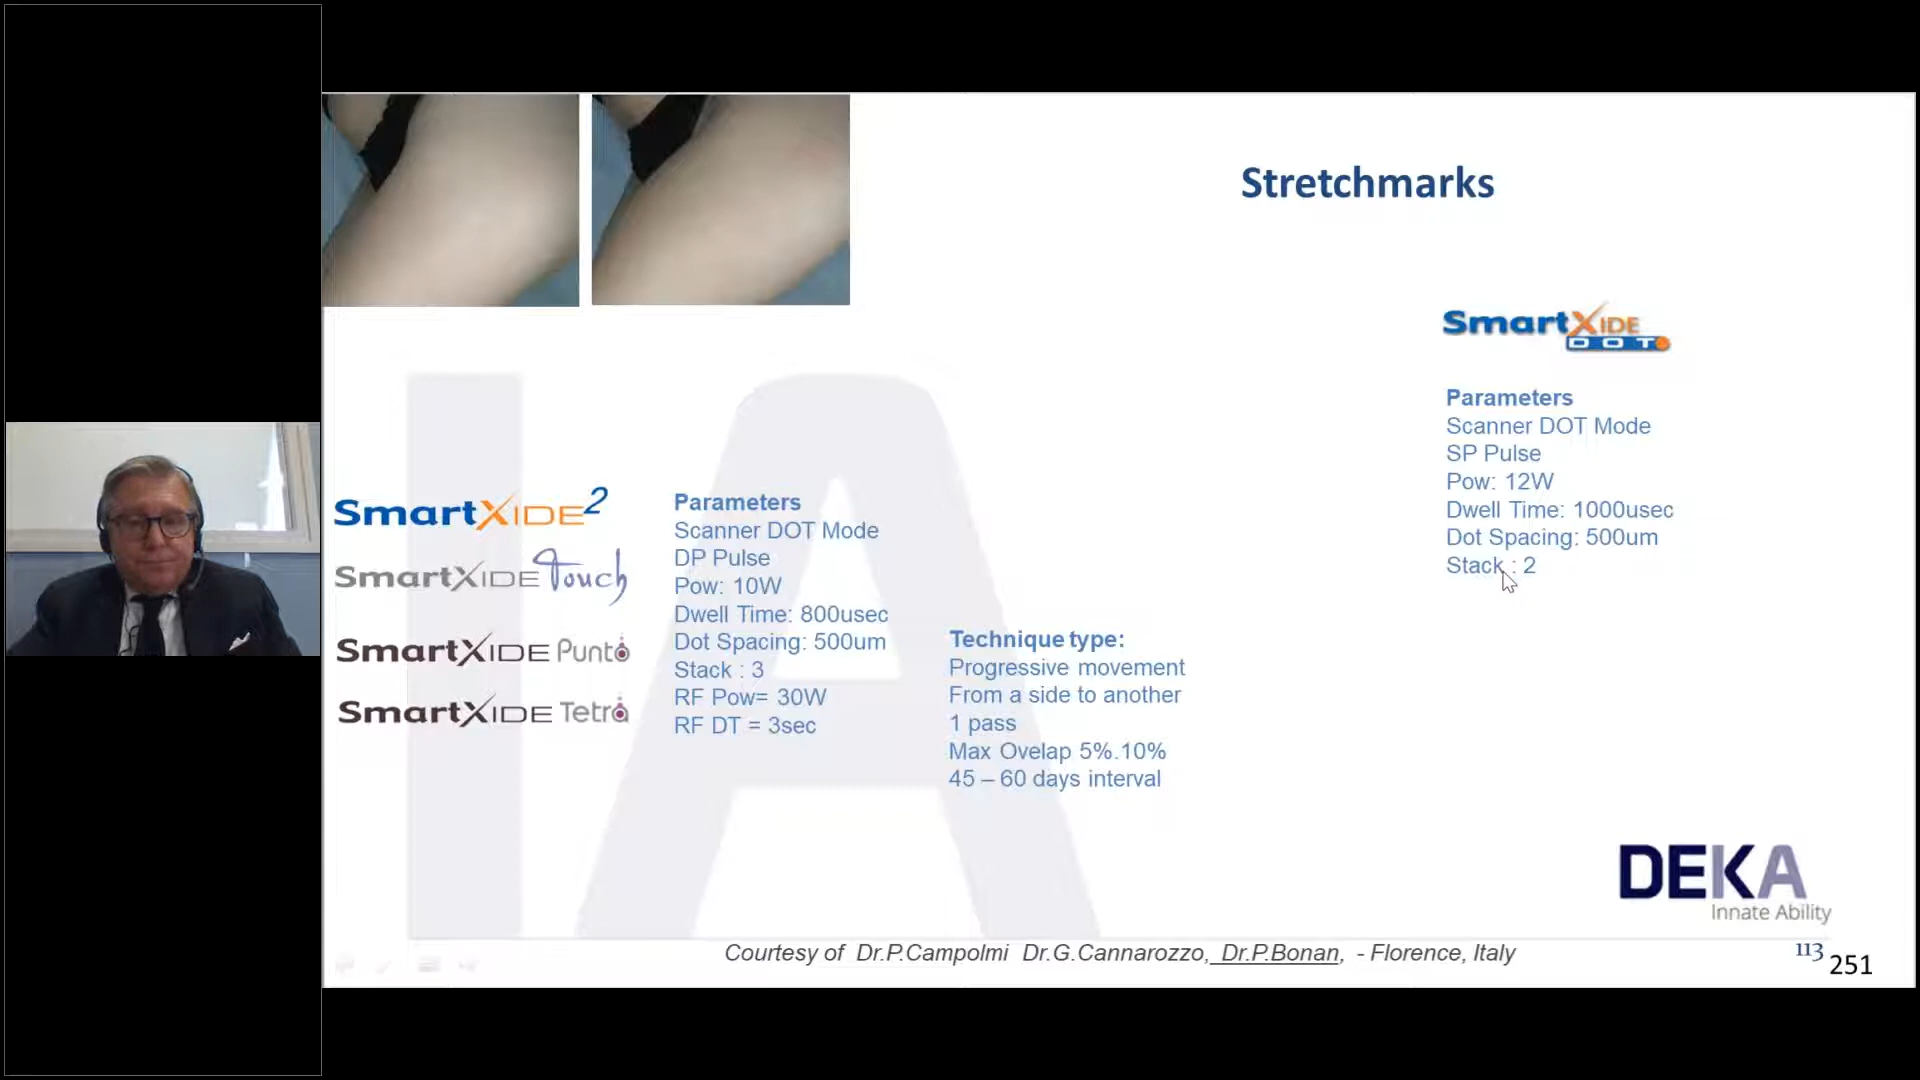 Stretchmarks
SmartXIDE DOT
Parameters
Scanner DOT Mode
SP Pulse
Pow: 12W
Dwell Time: 1000usec
Dot Spacing: 500um
Stack : 2
SmartXIDE2
SmartXIDE Touch
SmartXIDE Punto
SmartXIDE Tetra
Parameters
Scanner DOT Mode
DP Pulse
Pow: 10W
Dwell Time: 800usec
Dot Spacing: 500um
Stack : 3
RF Pow= 30W
RF DT = 3sec
Technique type:
Progressive movement
From a side to another
1 pass
Max Ovelap 5%.10%
45 – 60 days interval
IA
DEKA
Innate Ability
Courtesy of Dr.P.Campolmi Dr.G.Cannarozzo, Dr.P.Bonan, - Florence, Italy
113
251